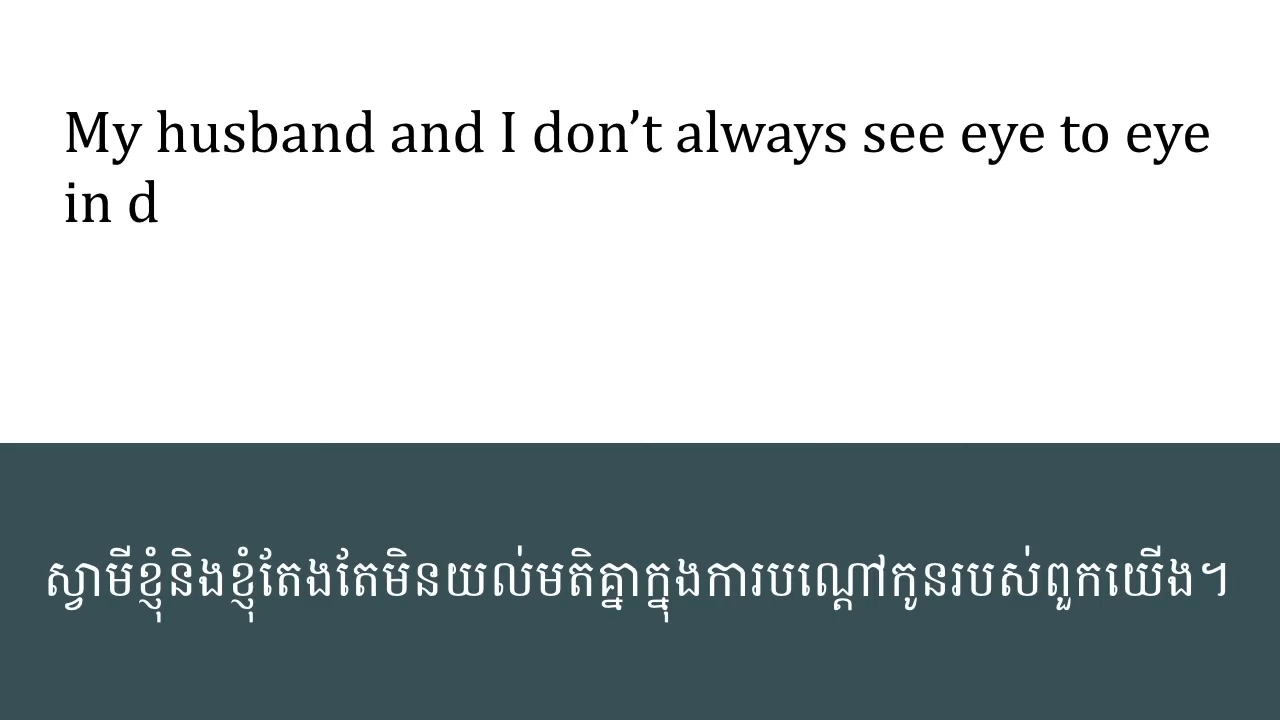 My husband and I don’t always see eye to eye
in d
ស្វាមីខ្ញុំនិងខ្ញុំតែងតែមិនយល់មតិគ្នាក្នុងការបណ្ដៅកូនរបស់ពួកយើង។